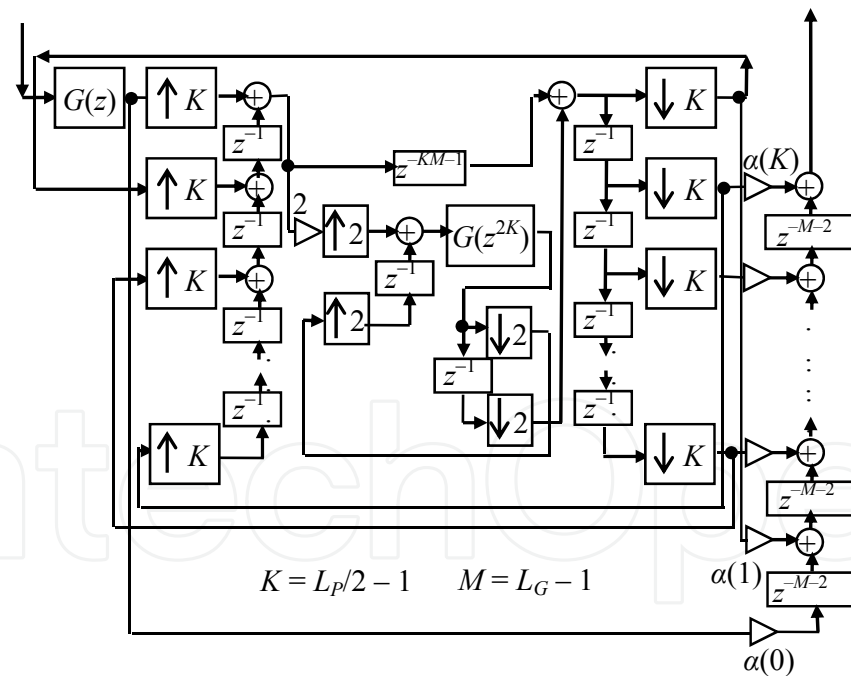 G(z)
↑ K
+
↓ K
z⁻¹
z⁻¹
α(K)
z^{–KM–1}
↑ K
+
↓ K
+
2
z⁻¹
↑2
+
G(z^{2K})
z⁻¹
z^{–M–2}
↑ K
+
z⁻¹
↓ K
+
z⁻¹
↑2
↓2
z⁻¹
z⁻¹
z⁻¹
↓2
z⁻¹
↑ K
↓ K
+
z^{–M–2}
+
K = L_P/2 – 1 M = L_G – 1
α(1)
z^{–M–2}
α(0)